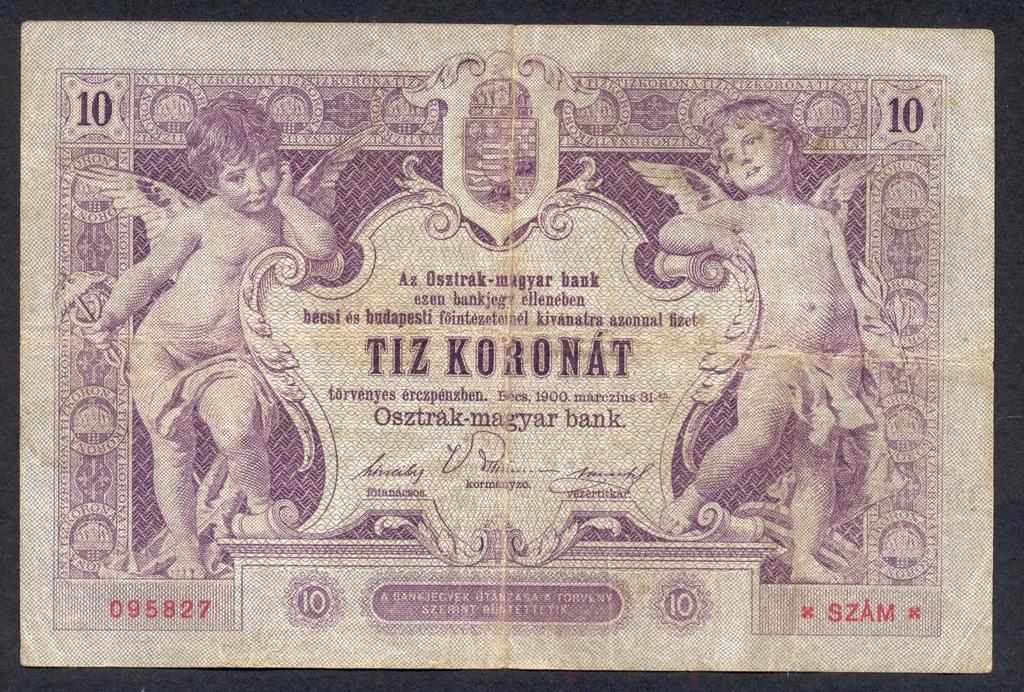 10
10
Az Osztrák-magyar bank
ezen bankjegy ellenében
bécsi és budapesti főintézeteinél kivánatra azonnal fizet
TIZ KORONÁT
törvényes érczpénzben. Bécs, 1900. márczius 31-én
Osztrák-magyar bank.
főtanácsos.
kormányzó.
vezértitkár.
095827
10
A BANKJEGYEK UTÁNZÁSA A TÖRVÉNY
SZERINT BÜNTETTETIK
10
* SZÁM *